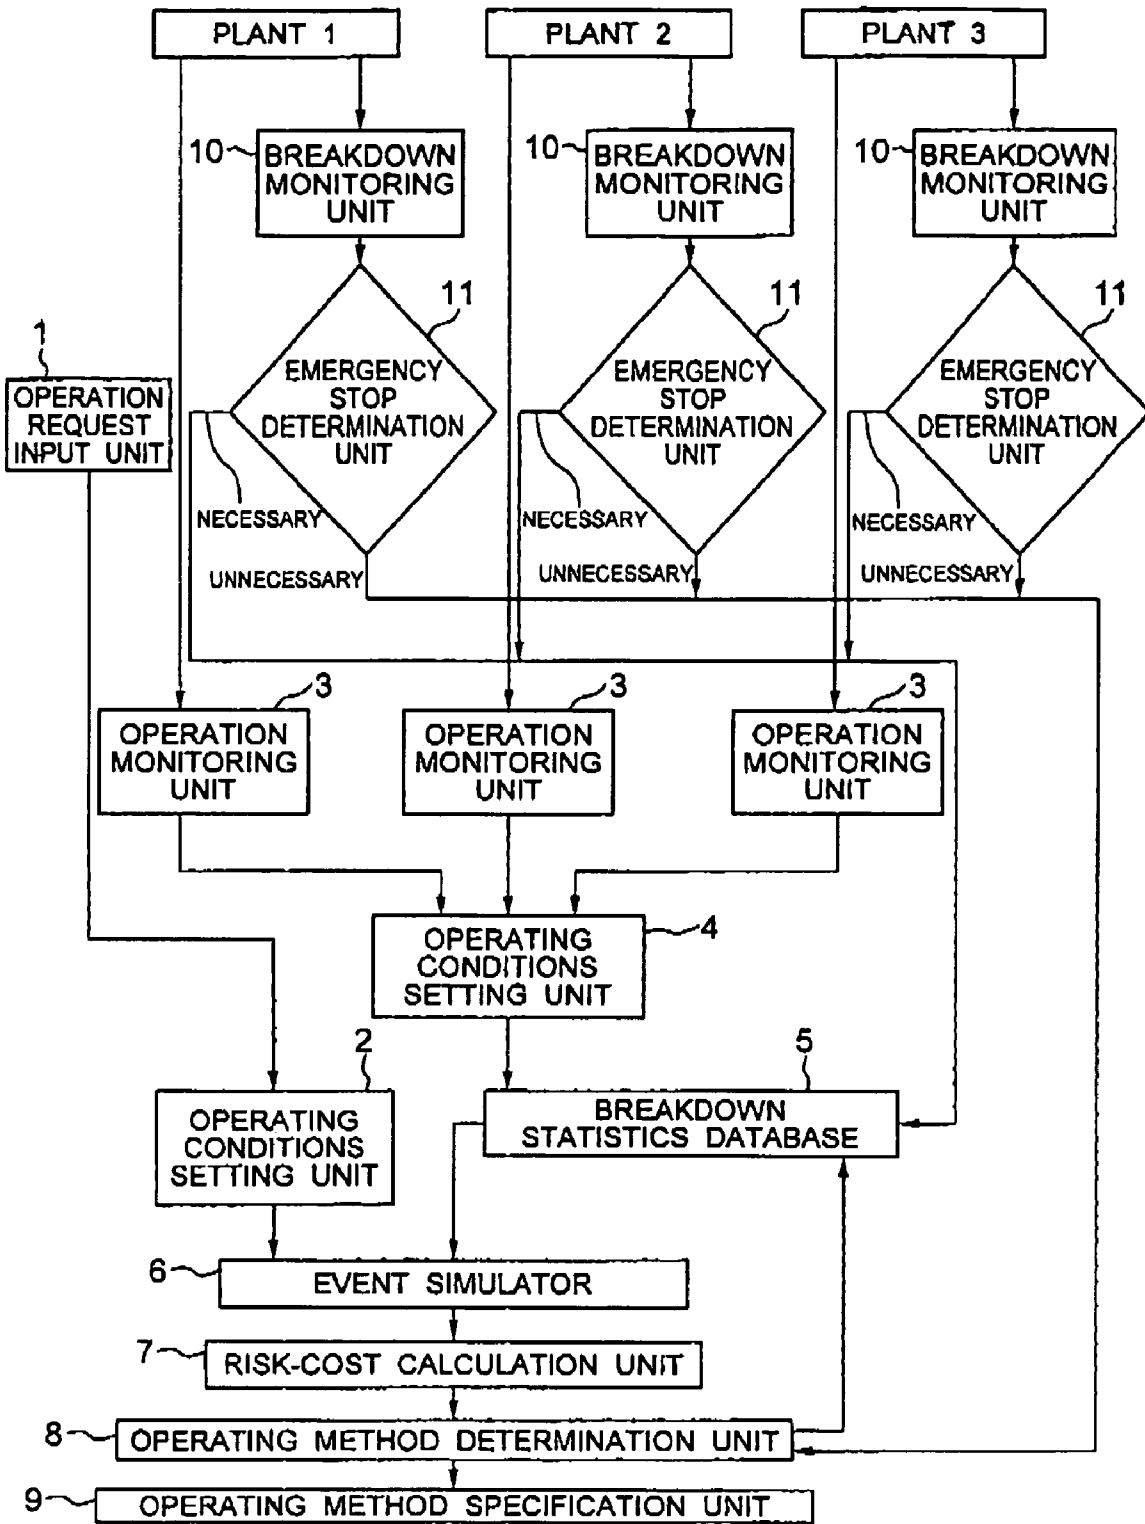 PLANT 1
PLANT 2
PLANT 3
10
BREAKDOWN
MONITORING
UNIT
10
BREAKDOWN
MONITORING
UNIT
10
BREAKDOWN
MONITORING
UNIT
11
EMERGENCY
STOP
DETERMINATION
UNIT
11
EMERGENCY
STOP
DETERMINATION
UNIT
11
EMERGENCY
STOP
DETERMINATION
UNIT
1
OPERATION
REQUEST
INPUT UNIT
NECESSARY
NECESSARY
NECESSARY
UNNECESSARY
UNNECESSARY
UNNECESSARY
3
OPERATION
MONITORING
UNIT
3
OPERATION
MONITORING
UNIT
3
OPERATION
MONITORING
UNIT
4
OPERATING
CONDITIONS
SETTING UNIT
2
OPERATING
CONDITIONS
SETTING UNIT
5
BREAKDOWN
STATISTICS DATABASE
6
EVENT SIMULATOR
7
RISK-COST CALCULATION UNIT
8
OPERATING METHOD DETERMINATION UNIT
9
OPERATING METHOD SPECIFICATION UNIT